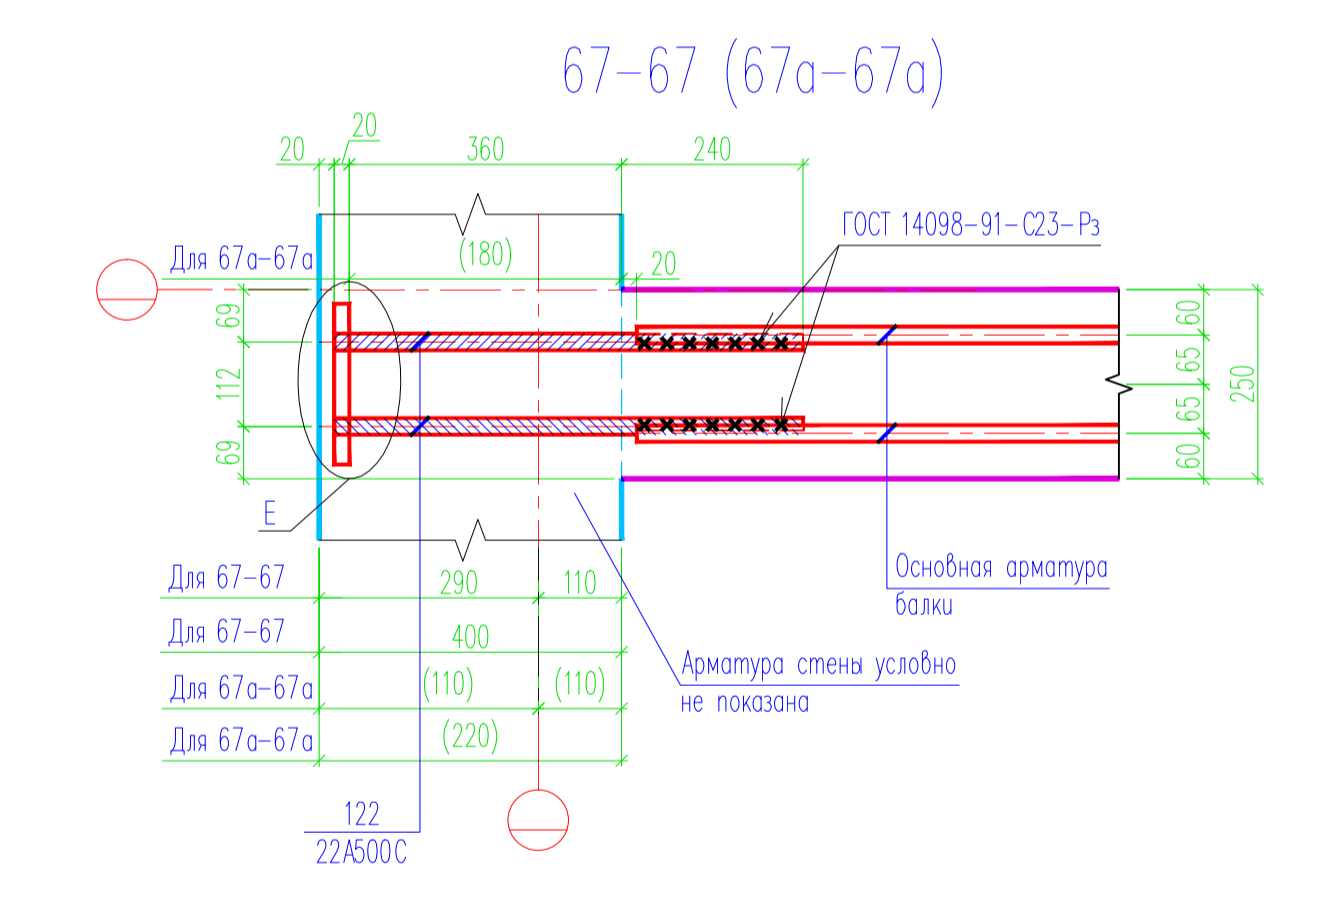 67-67 (67а-67а)
20
20
360
240
ГОСТ 14098-91-С23-Рз
Для 67а-67а
(180)
20
69
112
69
60
65
65
60
250
Е
Основная арматура
балки
Для 67-67
290
110
Для 67-67
400
Арматура стены условно
не показана
Для 67а-67а
(110)
(110)
Для 67а-67а
(220)
122
22А500С